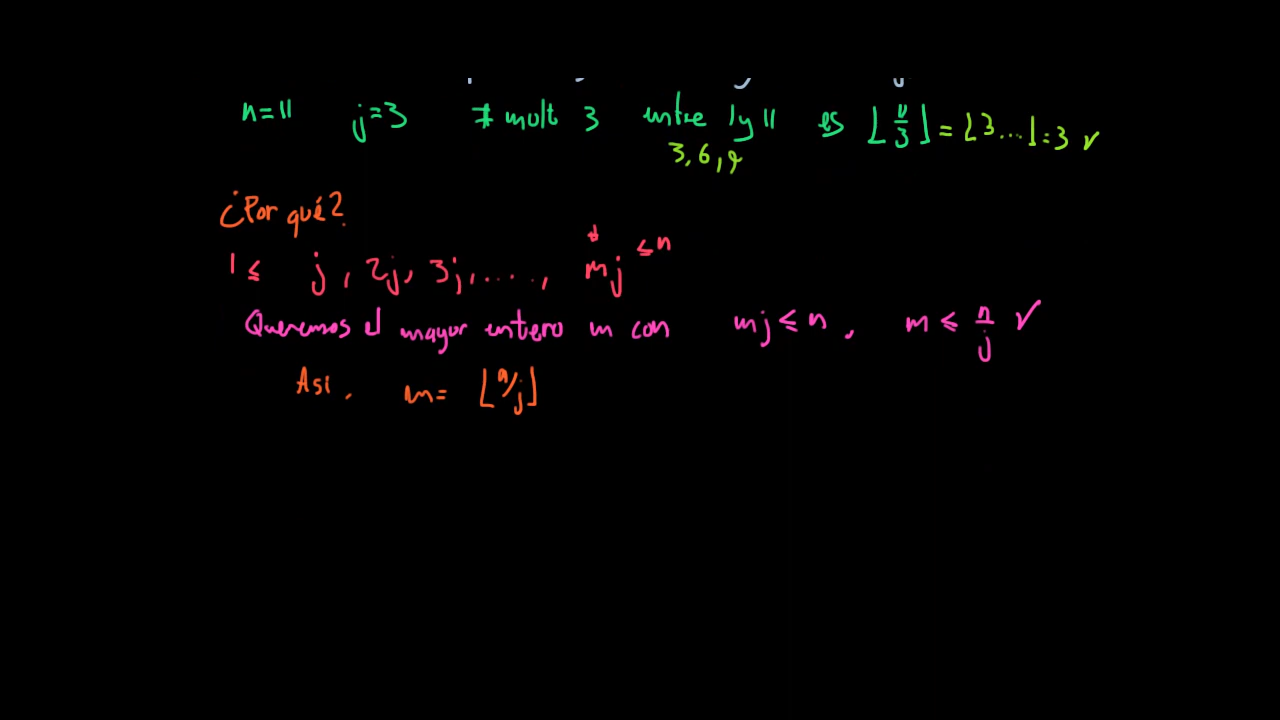 n=11 j=3 # mult 3 entre 1 y 11 es ⌊11/3⌋ = ⌊3...⌋ = 3 ✓
3, 6, 9
¿Por qué?
1 ≤ j, 2j, 3j, ...., mj ≤ n
Queremos el mayor entero m con mj ≤ n, m ≤ n/j ✓
Así, m = ⌊n/j⌋